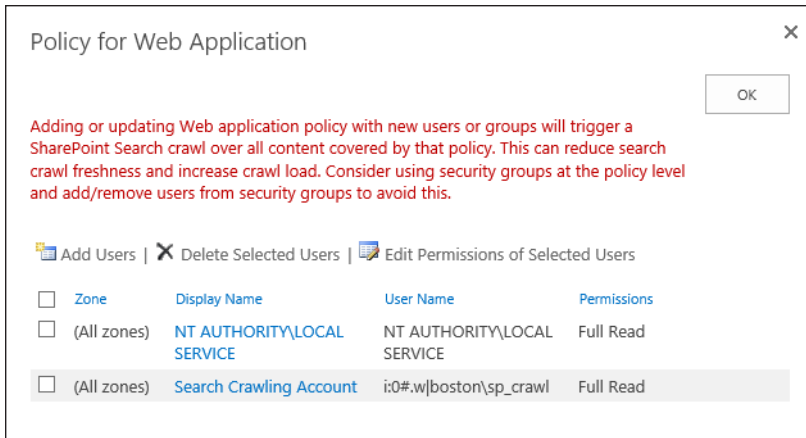 Policy for Web Application
OK
Adding or updating Web application policy with new users or groups will trigger a
SharePoint Search crawl over all content covered by that policy. This can reduce search
crawl freshness and increase crawl load. Consider using security groups at the policy level
and add/remove users from security groups to avoid this.
Add Users | Delete Selected Users | Edit Permissions of Selected Users
Zone Display Name User Name Permissions
(All zones) NT AUTHORITY\LOCAL NT AUTHORITY\LOCAL Full Read
SERVICE SERVICE
(All zones) Search Crawling Account i:0#.w|boston\sp_crawl Full Read